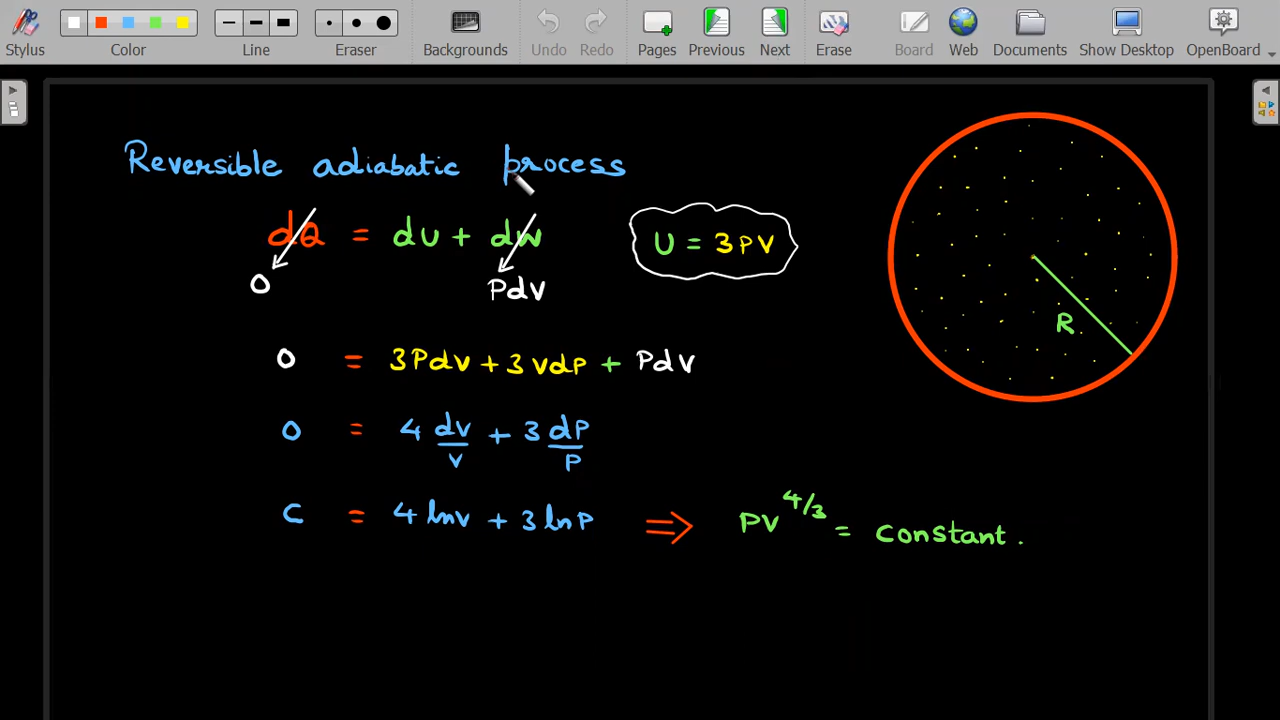 Stylus Color Line Eraser Backgrounds Undo Redo Pages Previous Next Erase Board Web Documents Show Desktop OpenBoard
Reversible adiabatic process
dQ = dU + dW
0 PdV
U = 3PV
R
0 = 3PdV + 3VdP + PdV
0 = 4 dV/V + 3 dP/P
C = 4 lnV + 3 lnP ⇒ PV^4/3 = constant.